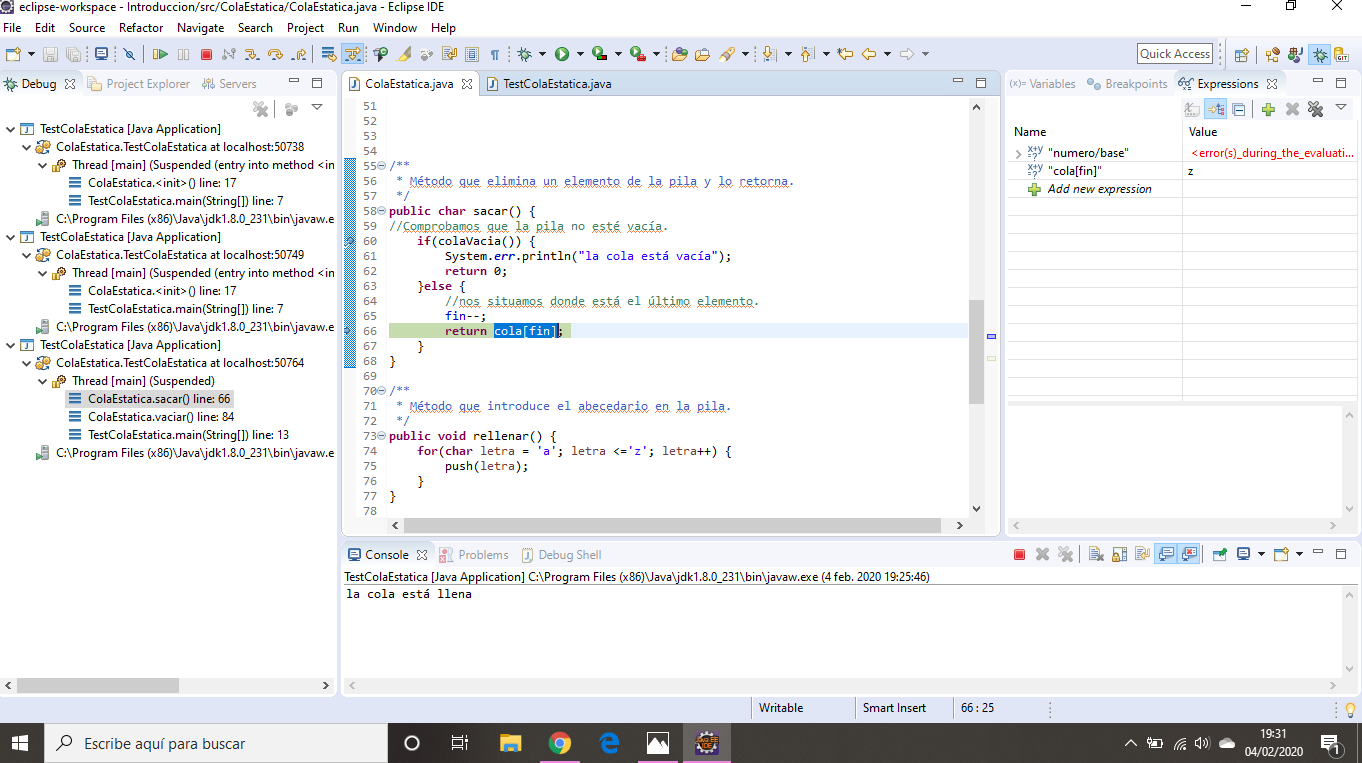 eclipse-workspace - Introduccion/src/ColaEstatica/ColaEstatica.java - Eclipse IDE
File Edit Source Refactor Navigate Search Project Run Window Help
Quick Access
Debug Project Explorer Servers
TestColaEstatica [Java Application]
ColaEstatica.TestColaEstatica at localhost:50738
Thread [main] (Suspended (entry into method <in
ColaEstatica.<init>() line: 17
TestColaEstatica.main(String[]) line: 7
C:\Program Files (x86)\Java\jdk1.8.0_231\bin\javaw.e
TestColaEstatica [Java Application]
ColaEstatica.TestColaEstatica at localhost:50749
Thread [main] (Suspended (entry into method <in
ColaEstatica.<init>() line: 17
TestColaEstatica.main(String[]) line: 7
C:\Program Files (x86)\Java\jdk1.8.0_231\bin\javaw.e
TestColaEstatica [Java Application]
ColaEstatica.TestColaEstatica at localhost:50764
Thread [main] (Suspended)
ColaEstatica.sacar() line: 66
ColaEstatica.vaciar() line: 84
TestColaEstatica.main(String[]) line: 13
C:\Program Files (x86)\Java\jdk1.8.0_231\bin\javaw.e
ColaEstatica.java TestColaEstatica.java
51
52
53
54
55 /**
56 * Método que elimina un elemento de la pila y lo retorna.
57 */
58 public char sacar() {
59 //Comprobamos que la pila no esté vacía.
60 if(colaVacia()) {
61 System.err.println("la cola está vacía");
62 return 0;
63 }else {
64 //nos situamos donde está el último elemento.
65 fin--;
66 return cola[fin];
67 }
68 }
69
70 /**
71 * Método que introduce el abecedario en la pila.
72 */
73 public void rellenar() {
74 for(char letra = 'a'; letra <='z'; letra++) {
75 push(letra);
76 }
77 }
78
(x)= Variables Breakpoints Expressions
Name Value
"numero/base" <error(s)_during_the_evaluati...
"cola[fin]" z
Add new expression
Console Problems Debug Shell
TestColaEstatica [Java Application] C:\Program Files (x86)\Java\jdk1.8.0_231\bin\javaw.exe (4 feb. 2020 19:25:46)
la cola está llena
Writable Smart Insert 66 : 25
Escribe aquí para buscar
19:31
04/02/2020
1